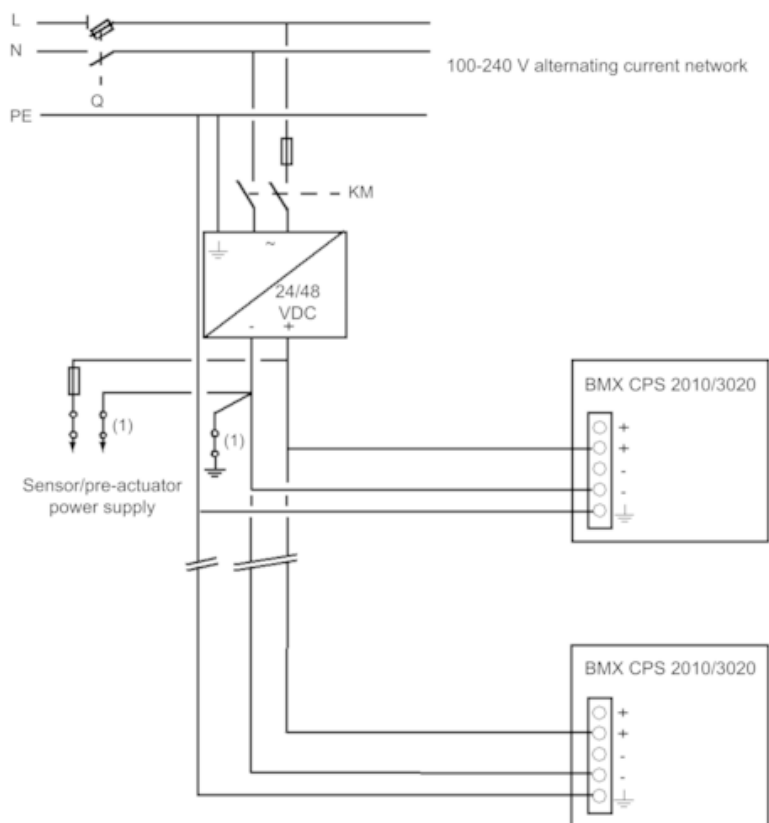 L
N
100-240 V alternating current network
Q
PE
KM
~
24/48
VDC
- +
BMX CPS 2010/3020
+
+
-
-
(1)
(1)
Sensor/pre-actuator
power supply
BMX CPS 2010/3020
+
+
-
-